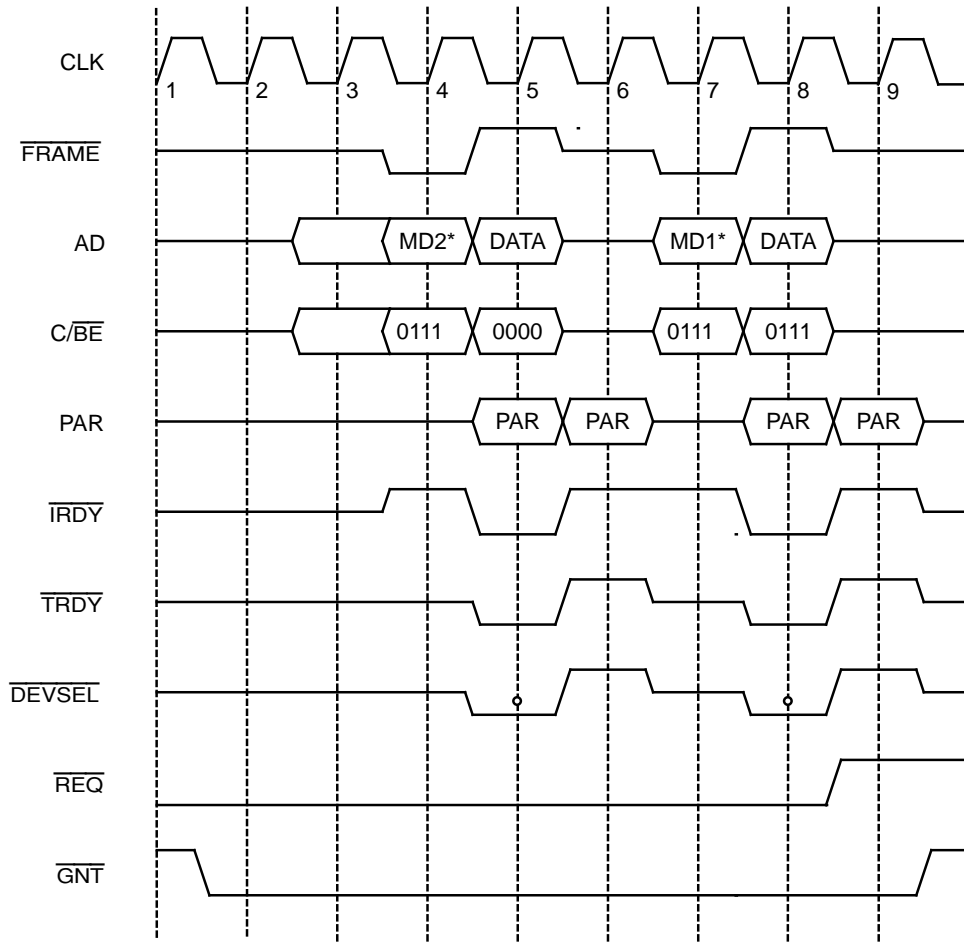 CLK
1 2 3 4 5 6 7 8 9
FRAME
AD
MD2* DATA MD1* DATA
C/BE
0111 0000 0111 0111
PAR
PAR PAR PAR PAR
IRDY
TRDY
DEVSEL
REQ
GNT